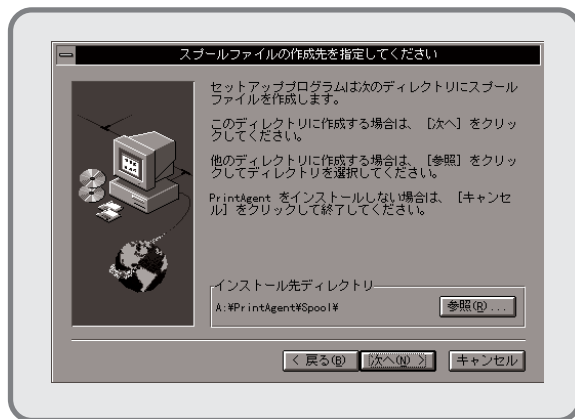 スプールファイルの作成先を指定してください
セットアッププログラムは次のディレクトリにスプール
ファイルを作成します。
このディレクトリに作成する場合は、［次へ］をクリッ
クしてください。
他のディレクトリに作成する場合は、［参照］をクリッ
クしてディレクトリを選択してください。
PrintAgent をインストールしない場合は、［キャンセ
ル］をクリックして終了してください。
インストール先ディレクトリ
A:¥PrintAgent¥Spool¥
参照(R)...
< 戻る(B)
次へ(N) >
キャンセル